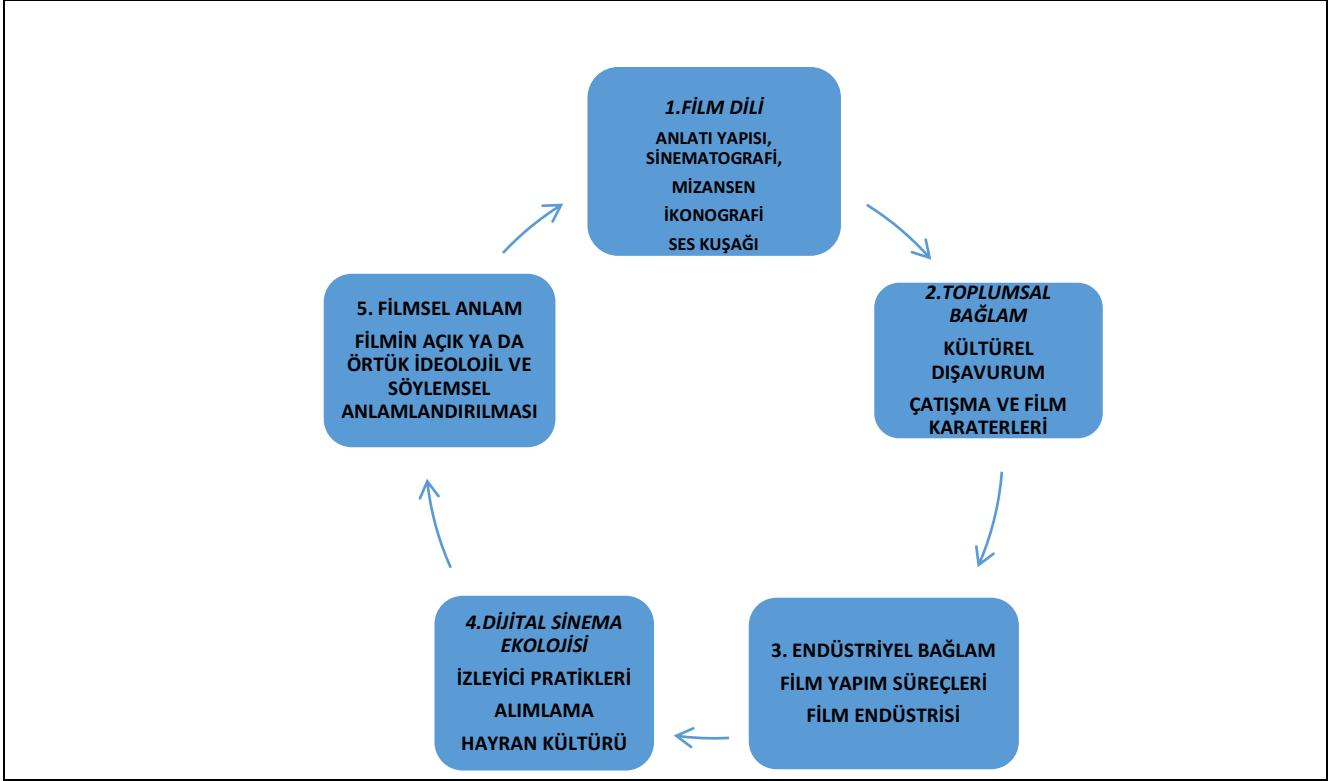 1.FİLM DİLİ
ANLATI YAPISI,
SİNEMATOGRAFİ,
MİZANSEN
İKONOGRAFİ
SES KUŞAĞI
2.TOPLUMSAL
BAĞLAM
KÜLTÜREL
DIŞAVURUM
ÇATIŞMA VE FİLM
KARATERLERİ
3. ENDÜSTRİYEL BAĞLAM
FİLM YAPIM SÜREÇLERİ
FİLM ENDÜSTRİSİ
4.DİJİTAL SİNEMA
EKOLOJİSİ
İZLEYİCİ PRATİKLERİ
ALIMLAMA
HAYRAN KÜLTÜRÜ
5. FİLMSEL ANLAM
FİLMİN AÇIK YA DA
ÖRTÜK İDEOLOJİL VE
SÖYLEMSEL
ANLAMLANDIRILMASI